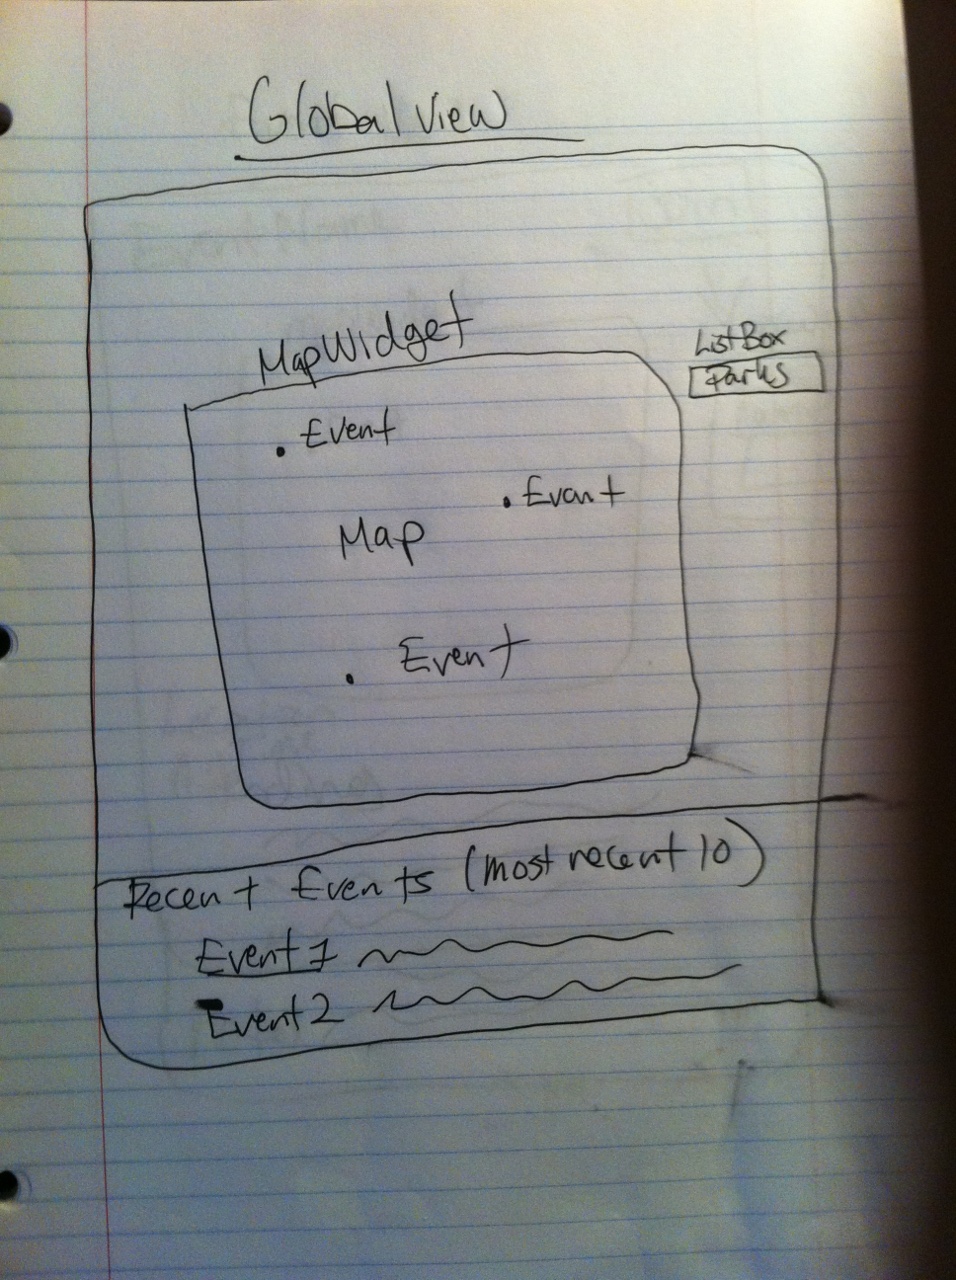 Global view
MapWidget
ListBox
Parks
Event
Event
Map
Event
Recent Events (most recent 10)
Event 1
Event 2